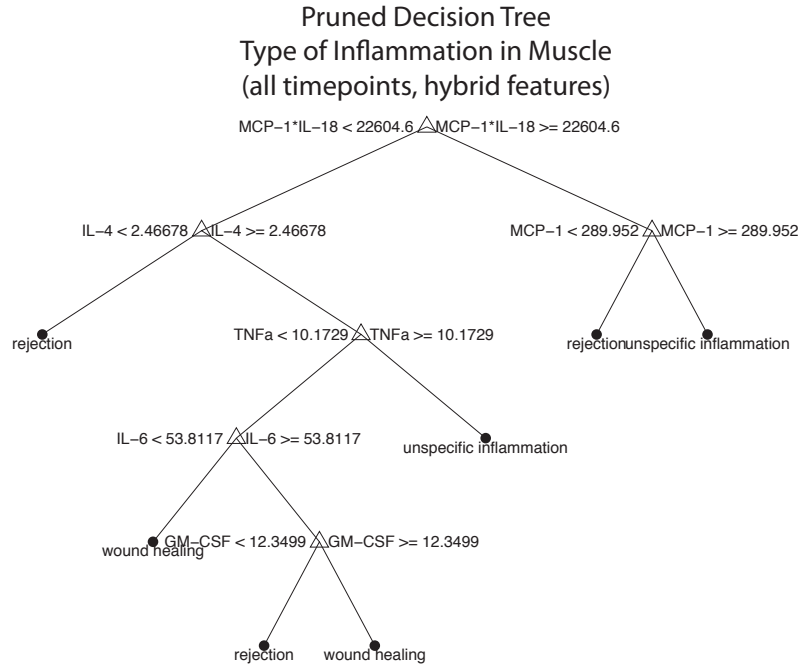 Pruned Decision Tree
Type of Inflammation in Muscle
(all timepoints, hybrid features)
MCP−1*IL−18 < 22604.6 MCP−1*IL−18 >= 22604.6
IL−4 < 2.46678 IL−4 >= 2.46678 MCP−1 < 289.952 MCP−1 >= 289.952
rejection TNFa < 10.1729 TNFa >= 10.1729 rejection unspecific inflammation
IL−6 < 53.8117 IL−6 >= 53.8117 unspecific inflammation
wound healing GM−CSF < 12.3499 GM−CSF >= 12.3499
rejection wound healing